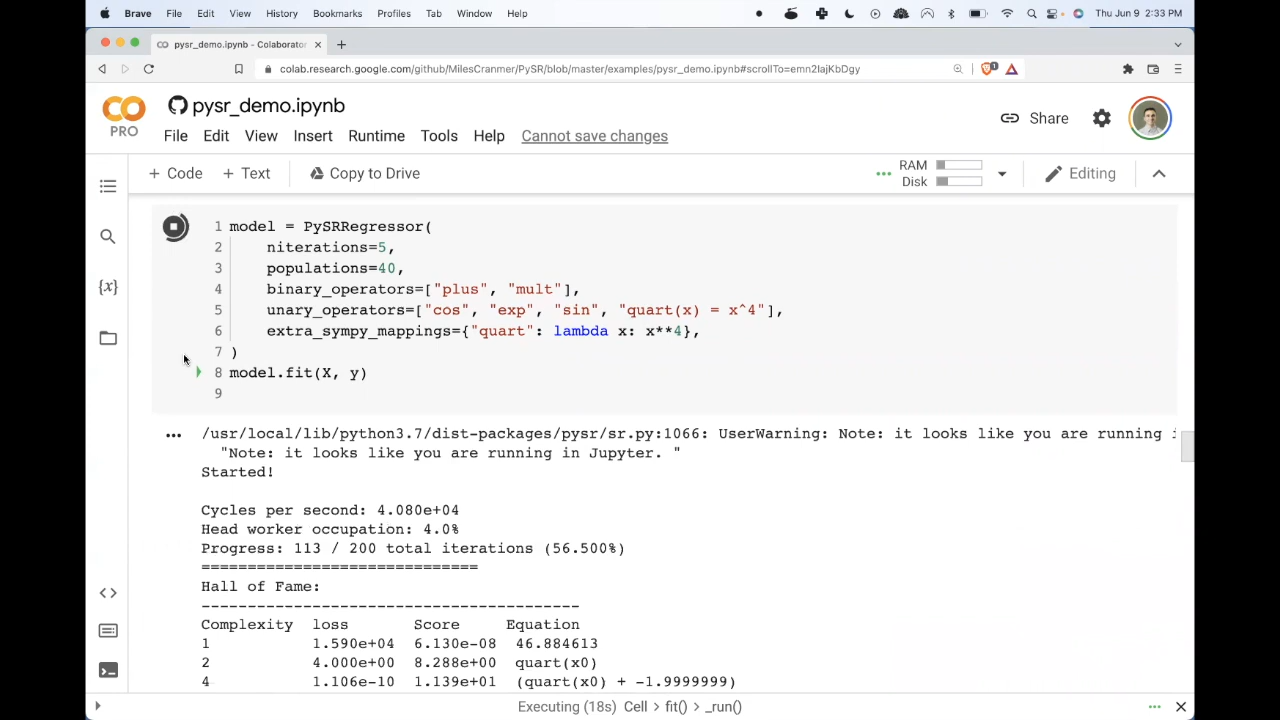 Brave File Edit View History Bookmarks Profiles Tab Window Help Thu Jun 9 2:33 PM
pysr_demo.ipynb - Colaborator
colab.research.google.com/github/MilesCranmer/PySR/blob/master/examples/pysr_demo.ipynb#scrollTo=emn2IajKbDgy 1
CO PRO
pysr_demo.ipynb
Share
File Edit View Insert Runtime Tools Help Cannot save changes
+ Code + Text Copy to Drive
RAM
Disk
Editing
1 model = PySRRegressor(
2 niterations=5,
3 populations=40,
4 binary_operators=["plus", "mult"],
5 unary_operators=["cos", "exp", "sin", "quart(x) = x^4"],
6 extra_sympy_mappings={"quart": lambda x: x**4},
7 )
8 model.fit(X, y)
9
{x}
/usr/local/lib/python3.7/dist-packages/pysr/sr.py:1066: UserWarning: Note: it looks like you are running i
"Note: it looks like you are running in Jupyter. "
Started!
Cycles per second: 4.080e+04
Head worker occupation: 4.0%
Progress: 113 / 200 total iterations (56.500%)
==============================
Hall of Fame:
-----------------------------------------
Complexity loss Score Equation
1 1.590e+04 6.130e-08 46.884613
2 4.000e+00 8.288e+00 quart(x0)
4 1.106e-10 1.139e+01 (quart(x0) + -1.9999999)
Executing (18s) Cell > fit() > _run()